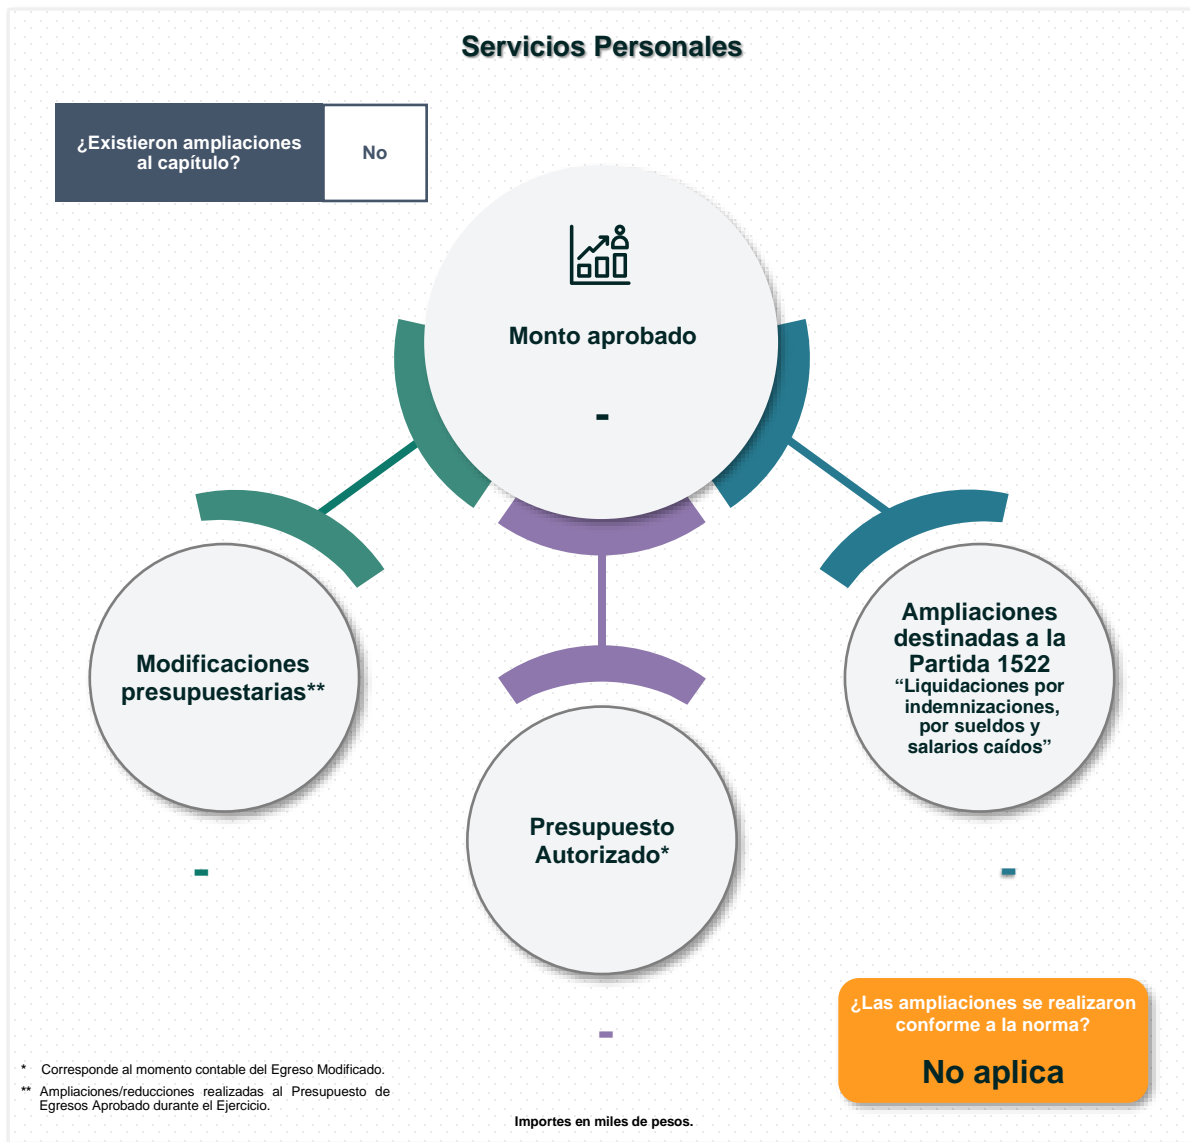 Servicios Personales
¿Existieron ampliaciones
al capítulo?
No
Monto aprobado
-
Modificaciones
presupuestarias**
-
Presupuesto
Autorizado*
-
Ampliaciones
destinadas a la
Partida 1522
“Liquidaciones por
indemnizaciones,
por sueldos y
salarios caídos”
-
¿Las ampliaciones se realizaron
conforme a la norma?
No aplica
* Corresponde al momento contable del Egreso Modificado.
** Ampliaciones/reducciones realizadas al Presupuesto de
Egresos Aprobado durante el Ejercicio.
Importes en miles de pesos.